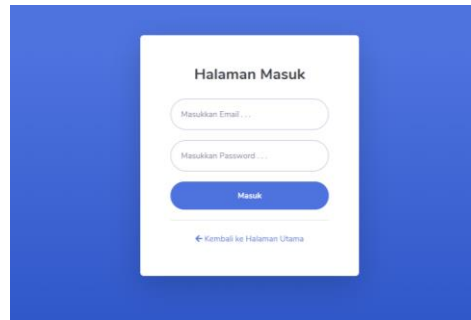 Halaman Masuk
Masukkan Email . . .
Masukkan Password . . .
Masuk
← Kembali ke Halaman Utama